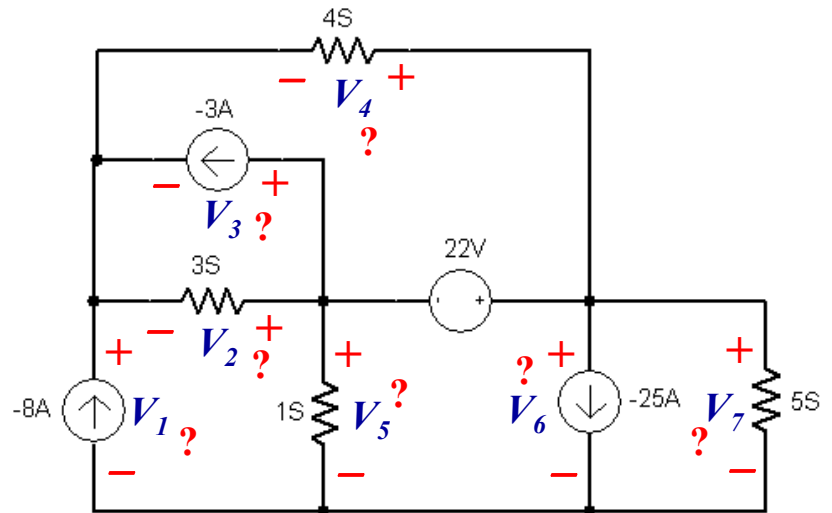 4S
− V4 +
?
-3A
− +
V3 ?
3S
22V
- +
− V2 +
?
+ + ? + +
-8A V1 ? −
1S V5 ? −
V6 -25A −
V7 5S ? −